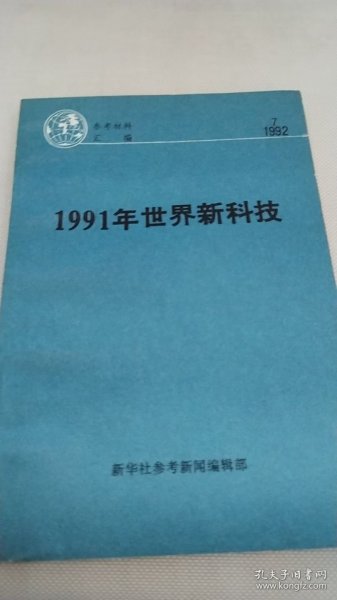 参考材料
汇编
7
1992
1991年世界新科技
新华社参考新闻编辑部
孔夫子旧书网